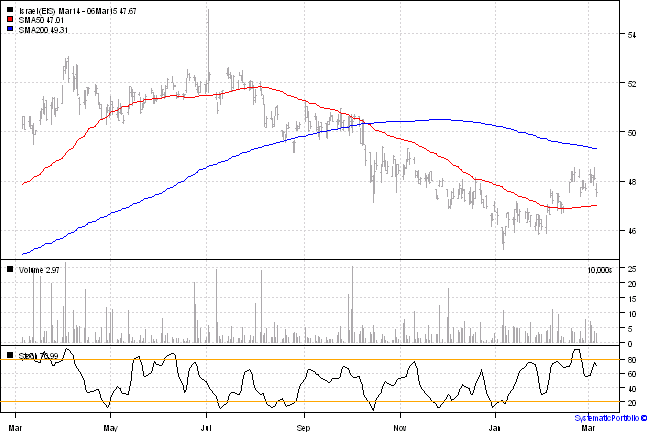 Israel (EIS) Mar14 - 06Mar15 47.67
SMA50 47.01
SMA200 49.31
54
52
50
48
46
Volume 2.97
10,000s
25
20
15
10
5
0
80
60
40
20
Mar May Jul Sep Nov Jan Mar
SystematicPortfolio ©